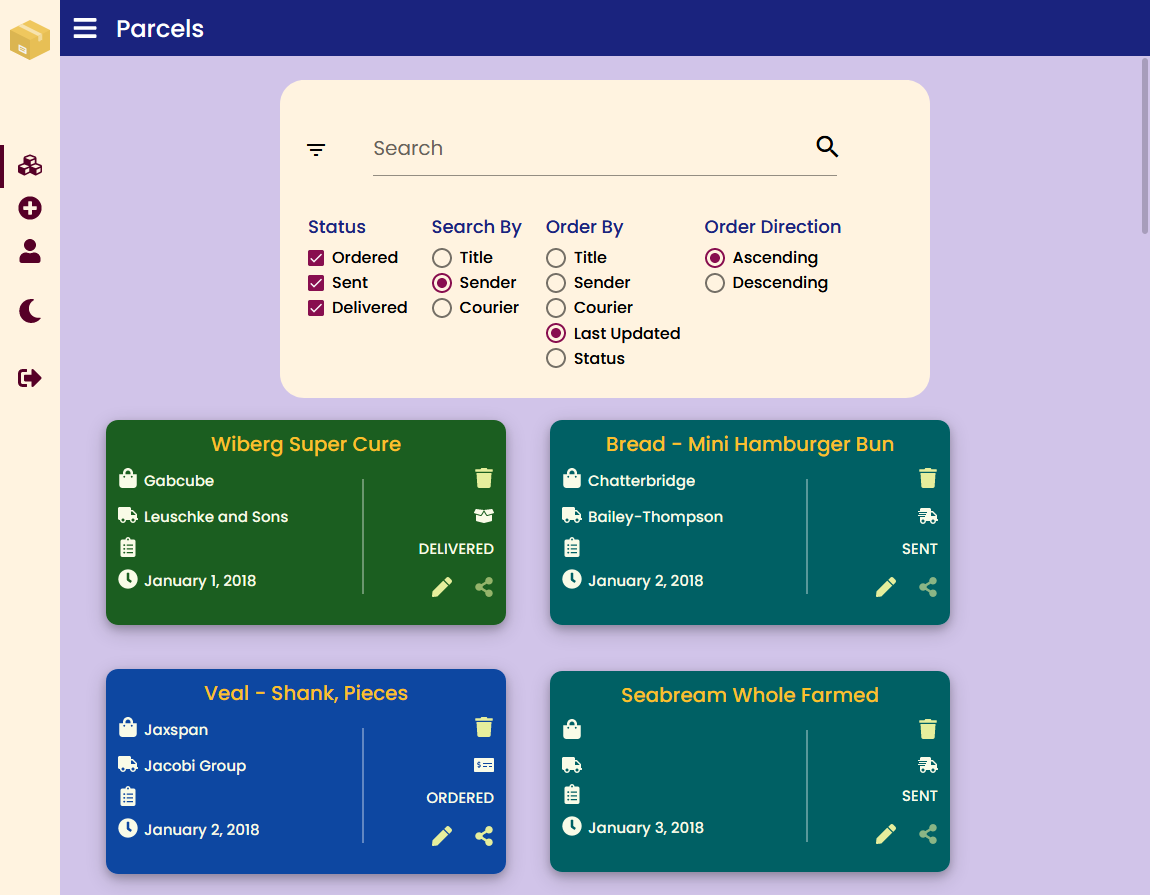 Parcels
Search
Status
Ordered
Sent
Delivered
Search By
Title
Sender
Courier
Order By
Title
Sender
Courier
Last Updated
Status
Order Direction
Ascending
Descending
Wiberg Super Cure
Gabcube
Leuschke and Sons
DELIVERED
January 1, 2018
Bread - Mini Hamburger Bun
Chatterbridge
Bailey-Thompson
SENT
January 2, 2018
Veal - Shank, Pieces
Jaxspan
Jacobi Group
ORDERED
January 2, 2018
Seabream Whole Farmed
SENT
January 3, 2018